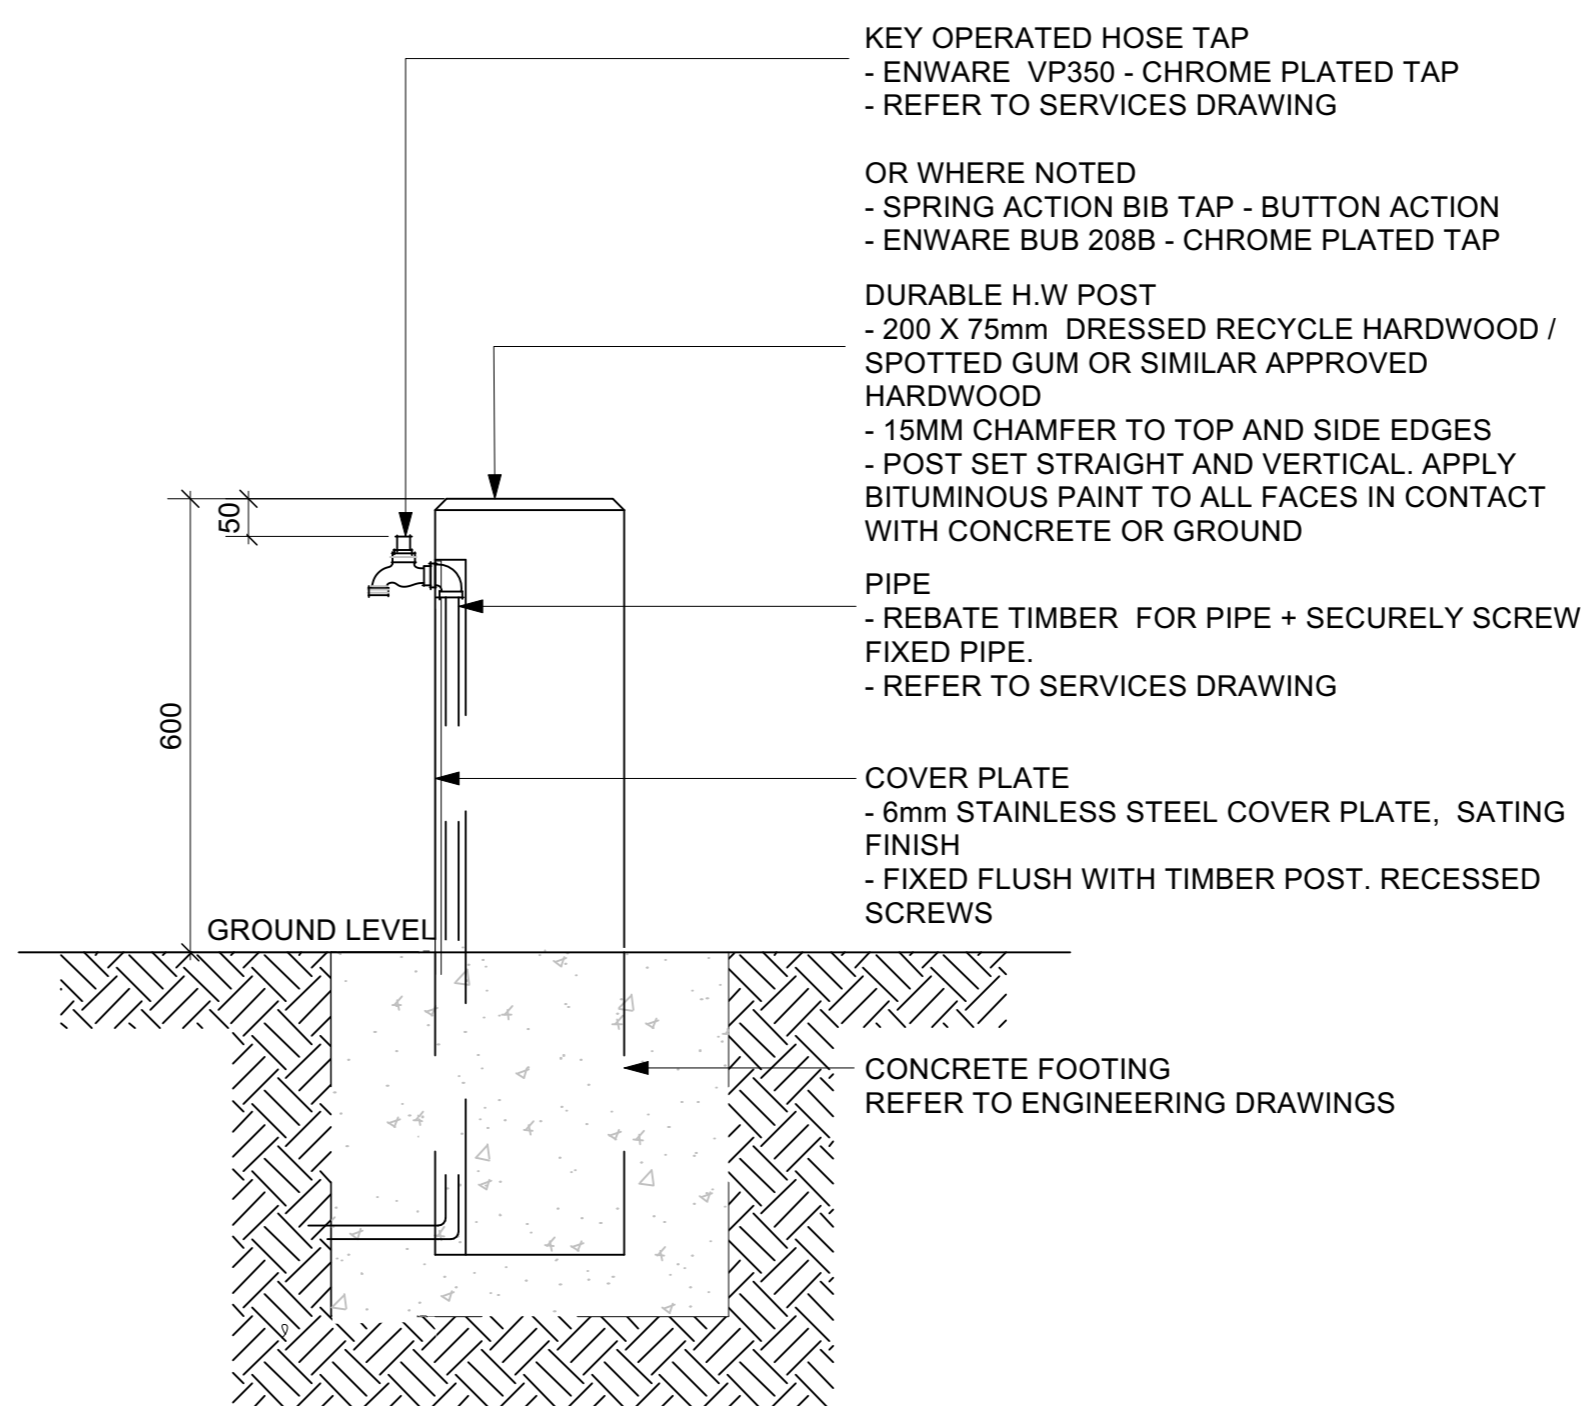 KEY OPERATED HOSE TAP
- ENWARE VP350 - CHROME PLATED TAP
- REFER TO SERVICES DRAWING
OR WHERE NOTED
- SPRING ACTION BIB TAP - BUTTON ACTION
- ENWARE BUB 208B - CHROME PLATED TAP
DURABLE H.W POST
- 200 X 75mm DRESSED RECYCLE HARDWOOD /
SPOTTED GUM OR SIMILAR APPROVED
HARDWOOD
- 15MM CHAMFER TO TOP AND SIDE EDGES
- POST SET STRAIGHT AND VERTICAL. APPLY
BITUMINOUS PAINT TO ALL FACES IN CONTACT
WITH CONCRETE OR GROUND
50
PIPE
- REBATE TIMBER FOR PIPE + SECURELY SCREW
FIXED PIPE.
- REFER TO SERVICES DRAWING
600
COVER PLATE
- 6mm STAINLESS STEEL COVER PLATE, SATING
FINISH
- FIXED FLUSH WITH TIMBER POST. RECESSED
SCREWS
GROUND LEVEL
CONCRETE FOOTING
REFER TO ENGINEERING DRAWINGS